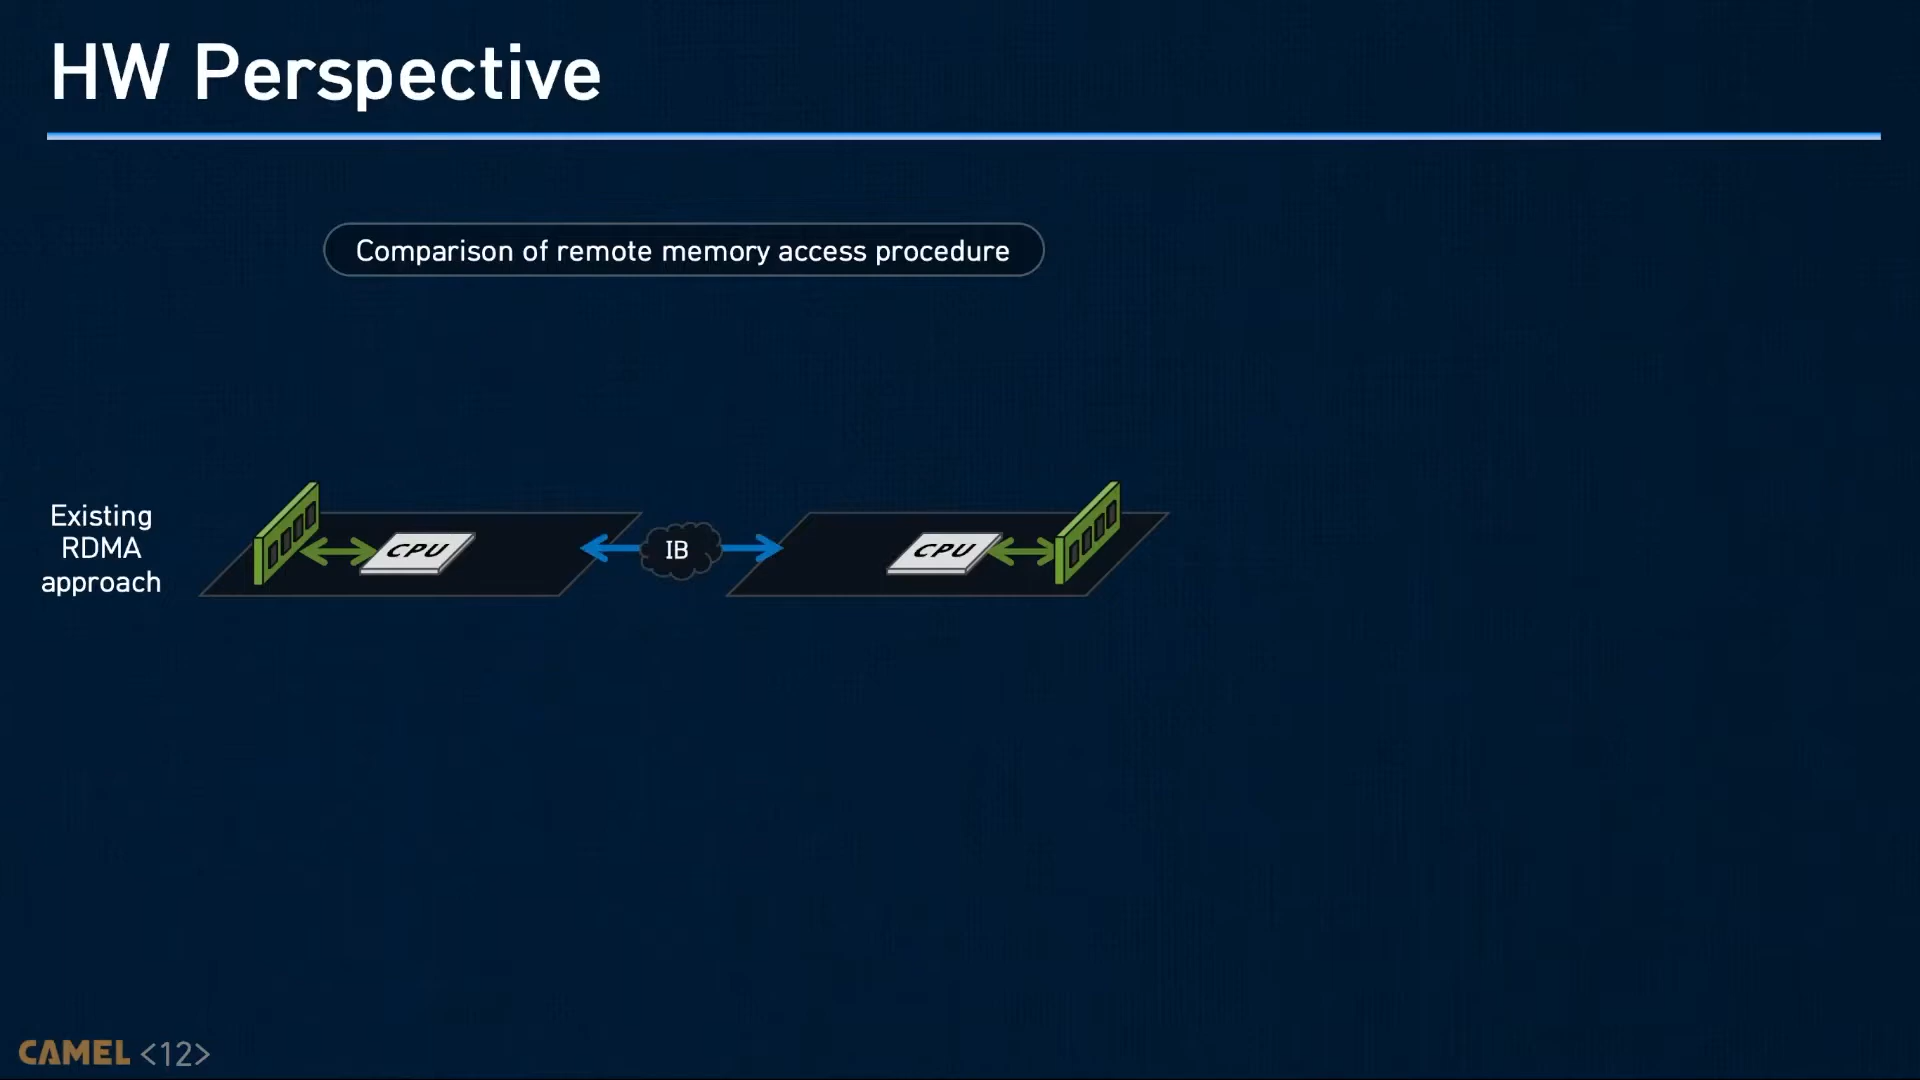 HW Perspective
Comparison of remote memory access procedure
Existing
RDMA
approach
CPU
IB
CPU
CAMEL <12>